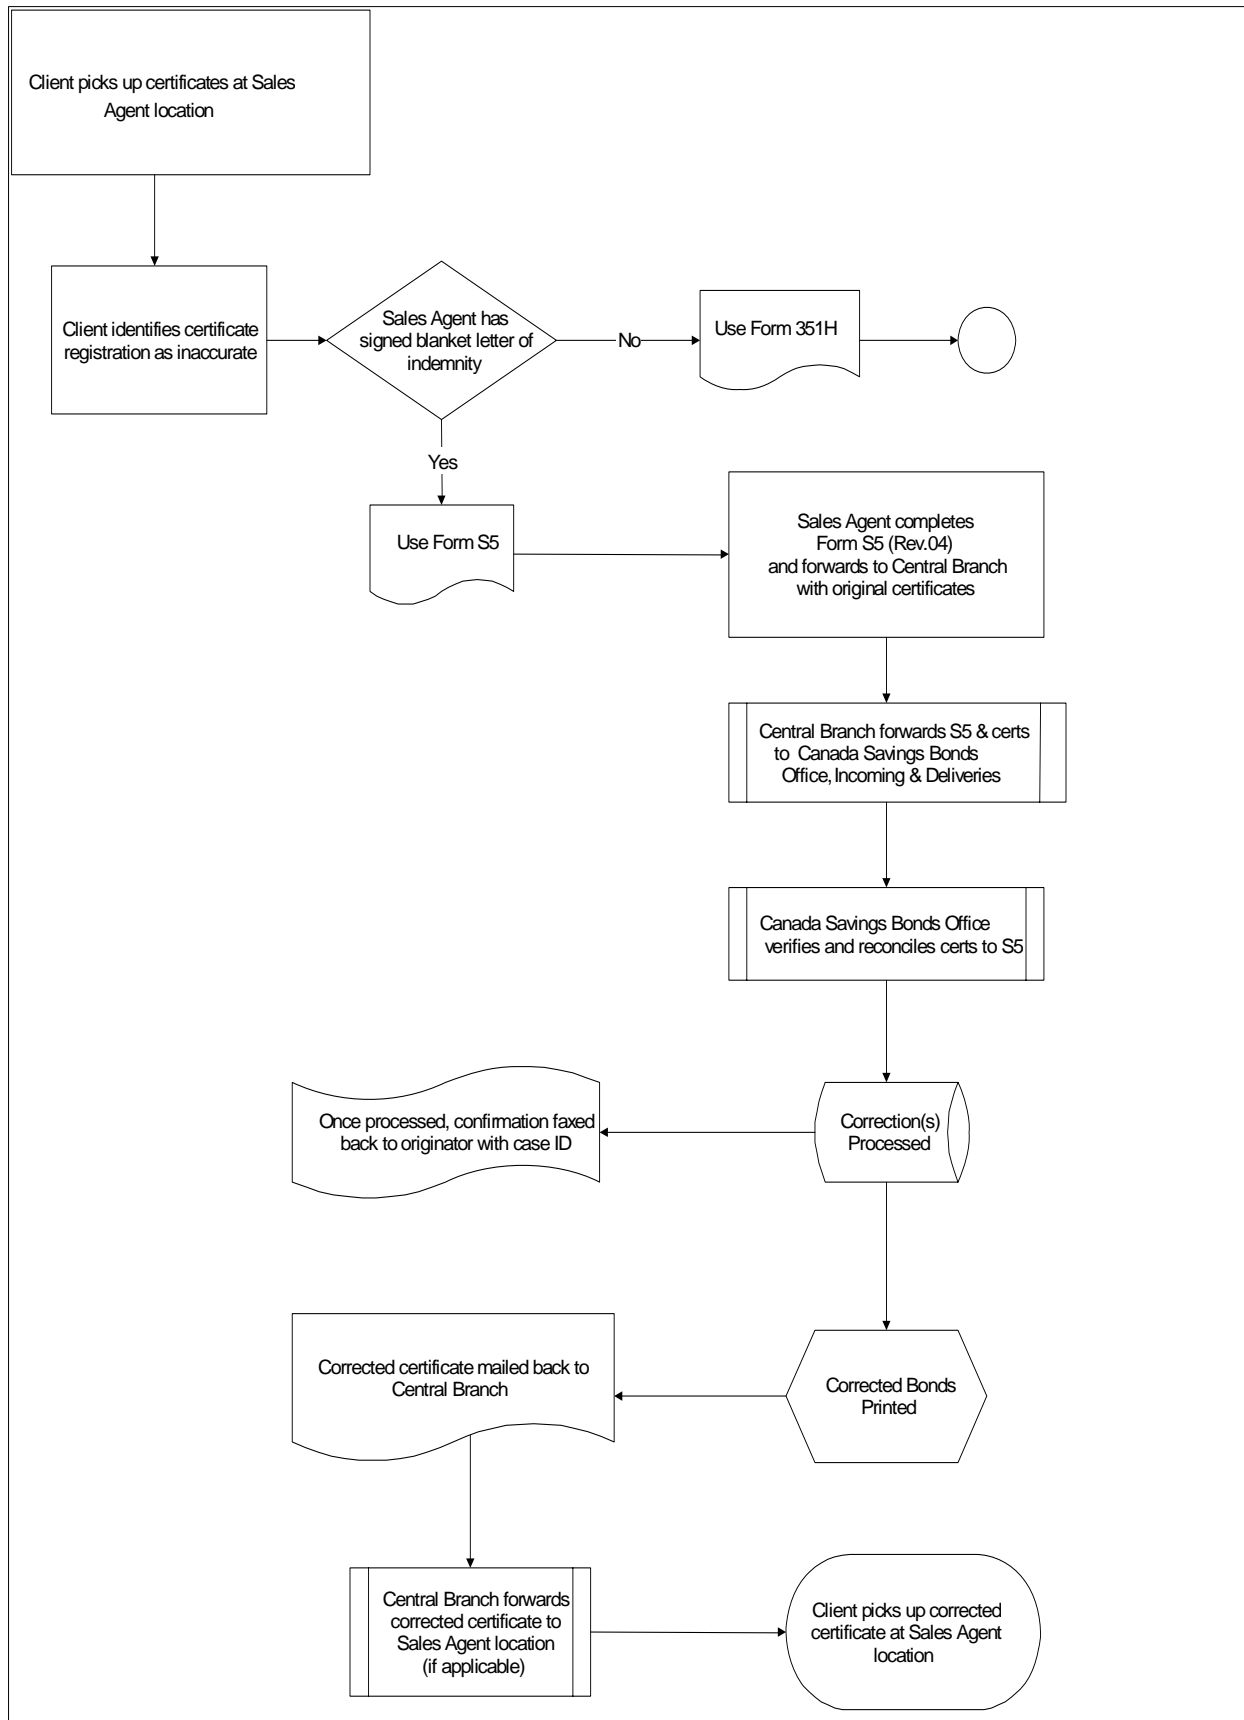 Client picks up certificates at Sales
Agent location
Client identifies certificate
registration as inaccurate
Sales Agent has
signed blanket letter of
indemnity
No
Use Form 351H
Yes
Use Form S5
Sales Agent completes
Form S5 (Rev.04)
and forwards to Central Branch
with original certificates
Central Branch forwards S5 & certs
to Canada Savings Bonds
Office, Incoming & Deliveries
Canada Savings Bonds Office
verifies and reconciles certs to S5
Once processed, confirmation faxed
back to originator with case ID
Correction(s)
Processed
Corrected certificate mailed back to
Central Branch
Corrected Bonds
Printed
Central Branch forwards
corrected certificate to
Sales Agent location
(if applicable)
Client picks up corrected
certificate at Sales Agent
location